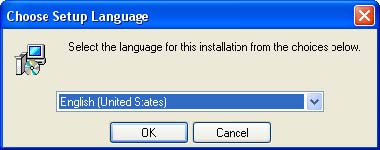 Choose Setup Language
Select the language for this installation from the choices below.
English (United States)
OK
Cancel